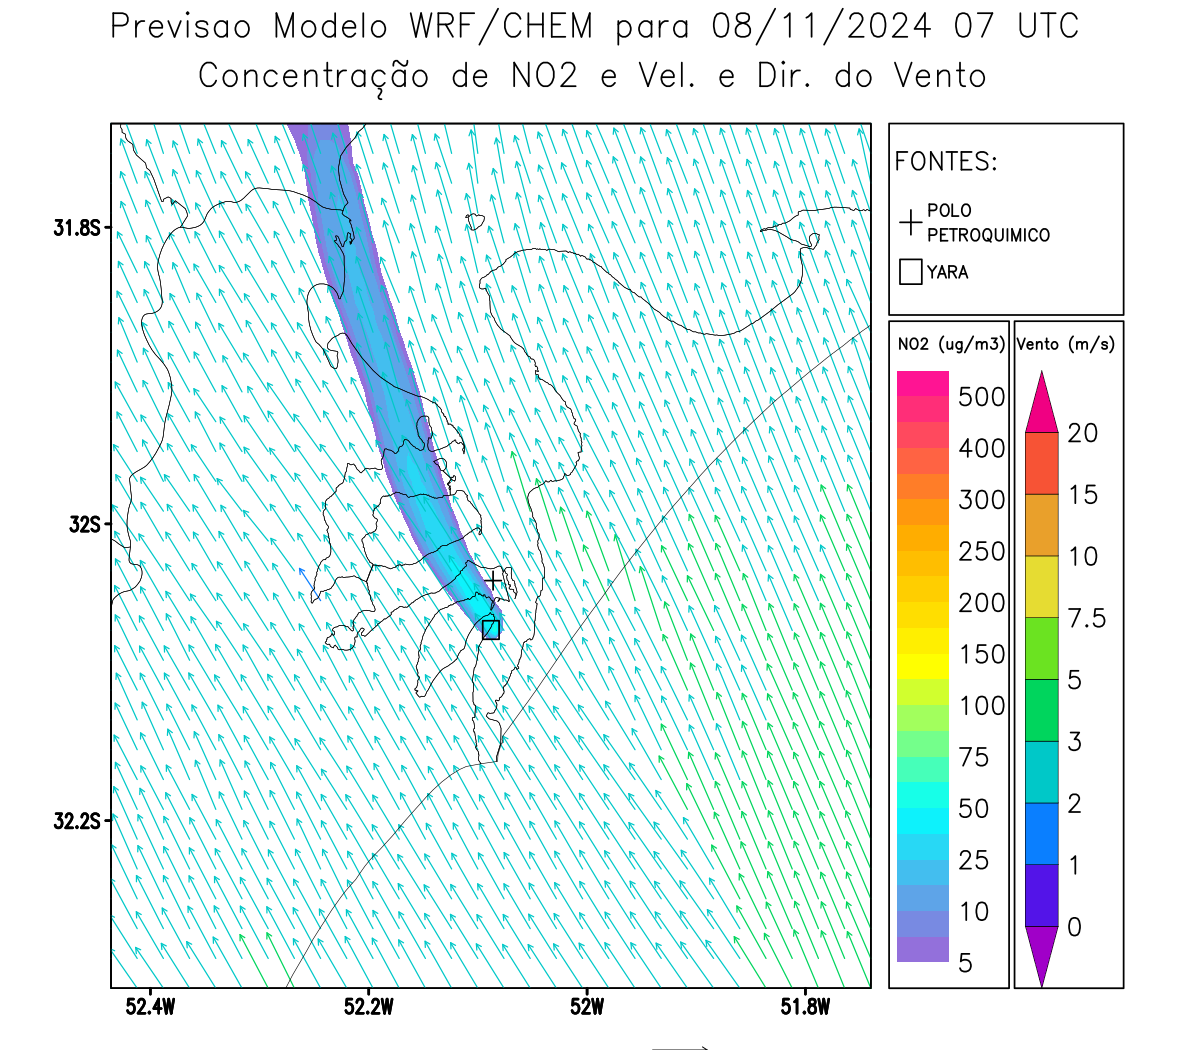 Previsao Modelo WRF/CHEM para 08/11/2024 07 UTC
Concentração de NO2 e Vel. e Dir. do Vento
FONTES:
POLO
PETROQUIMICO
YARA
31.8S
32S
32.2S
52.4W
52.2W
52W
51.8W
NO2 (ug/m3)
500
400
300
250
200
150
100
75
50
25
10
5
Vento (m/s)
20
15
10
7.5
5
3
2
1
0